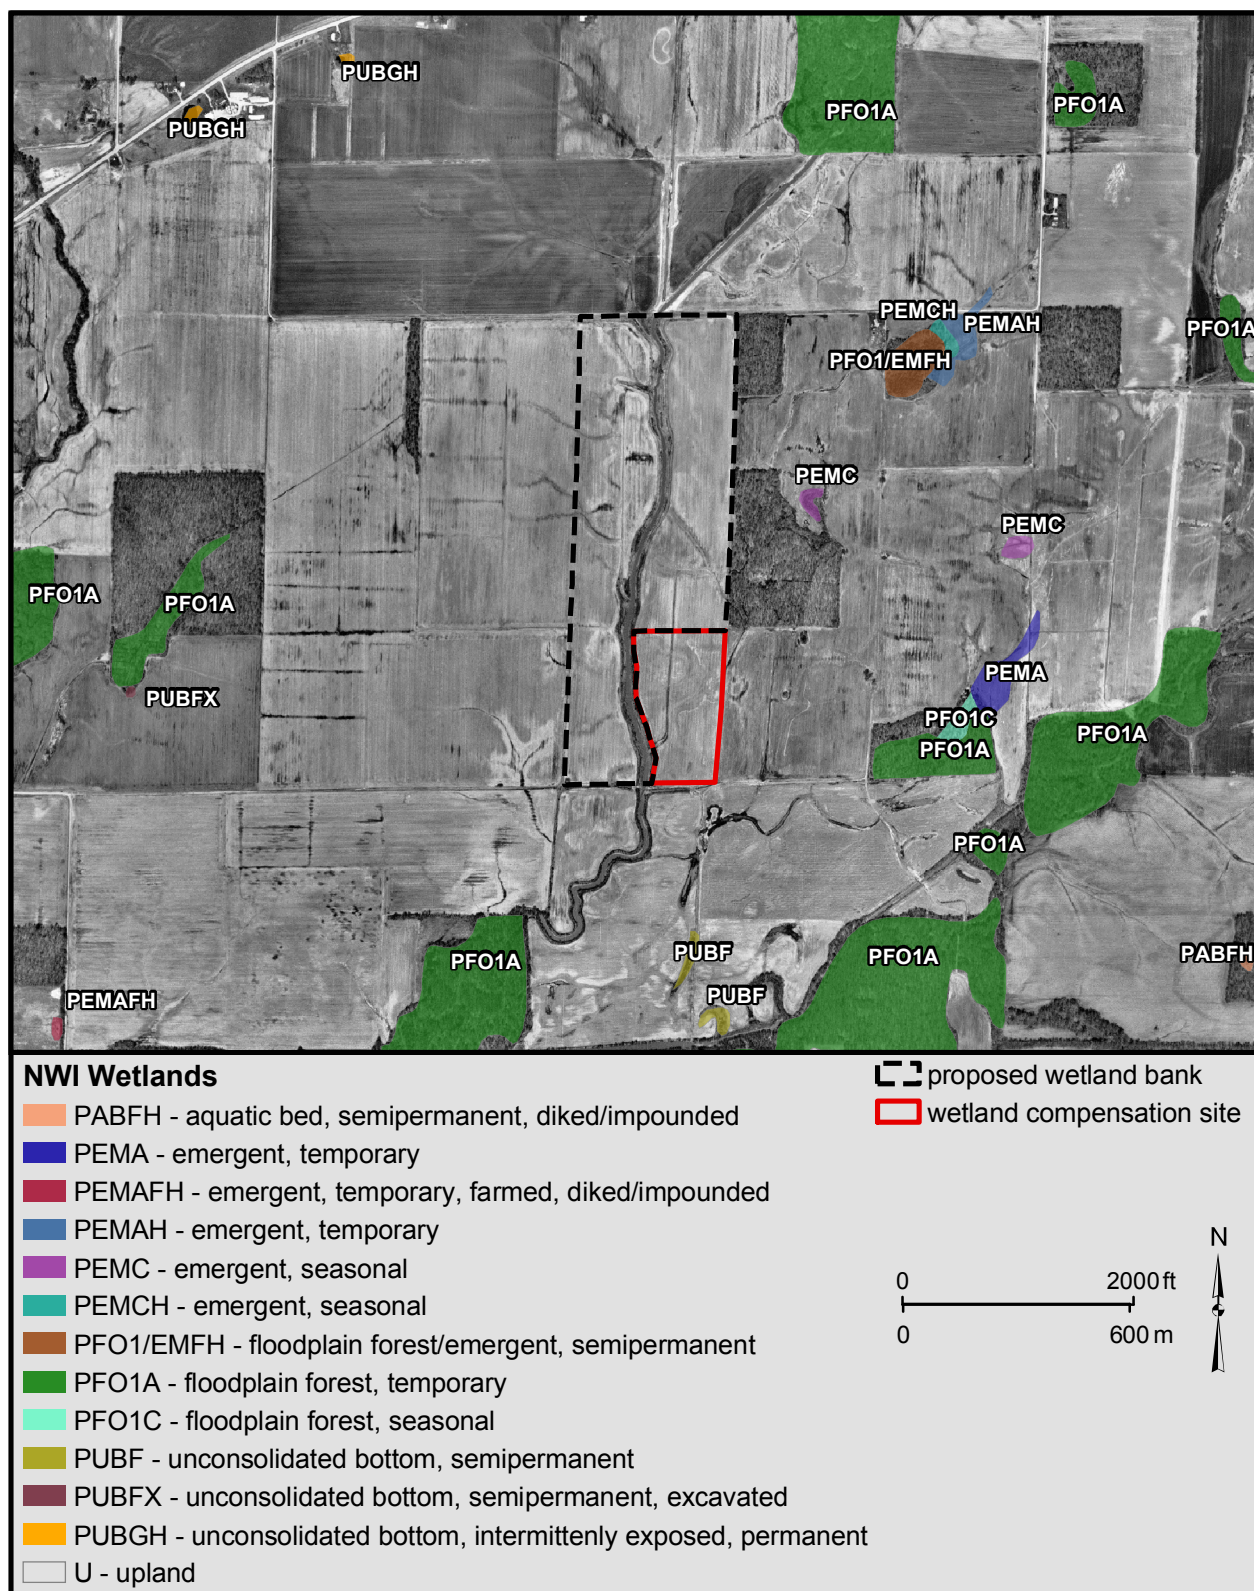 PUBGH
PUBGH
PFO1A
PFO1A
PEMCH
PEMAH
PFO1A
PFO1/EMFH
PEMC
PEMC
PFO1A
PFO1A
PEMA
PUBFX
PFO1C
PFO1A
PFO1A
PFO1A
PFO1A
PUBF
PFO1A
PABFH
PUBF
PEMAFH
NWI Wetlands
PABFH - aquatic bed, semipermanent, diked/impounded
PEMA - emergent, temporary
PEMAFH - emergent, temporary, farmed, diked/impounded
PEMAH - emergent, temporary
PEMC - emergent, seasonal
PEMCH - emergent, seasonal
PFO1/EMFH - floodplain forest/emergent, semipermanent
PFO1A - floodplain forest, temporary
PFO1C - floodplain forest, seasonal
PUBF - unconsolidated bottom, semipermanent
PUBFX - unconsolidated bottom, semipermanent, excavated
PUBGH - unconsolidated bottom, intermittenly exposed, permanent
U - upland
proposed wetland bank
wetland compensation site
N
0 2000 ft
0 600 m